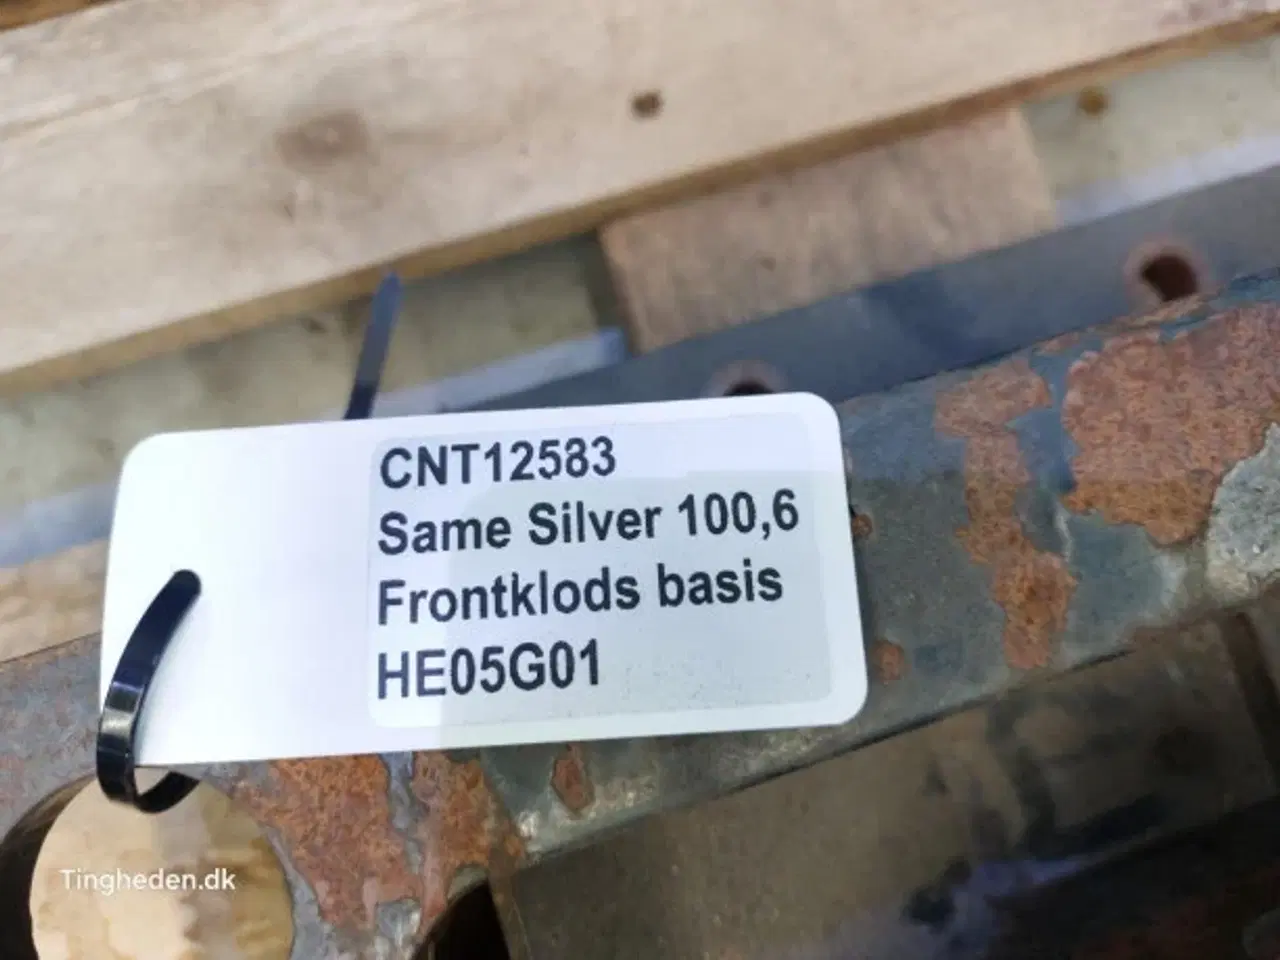 CNT12583
Same Silver 100,6
Frontklods basis
HE05G01
Tingheden.dk